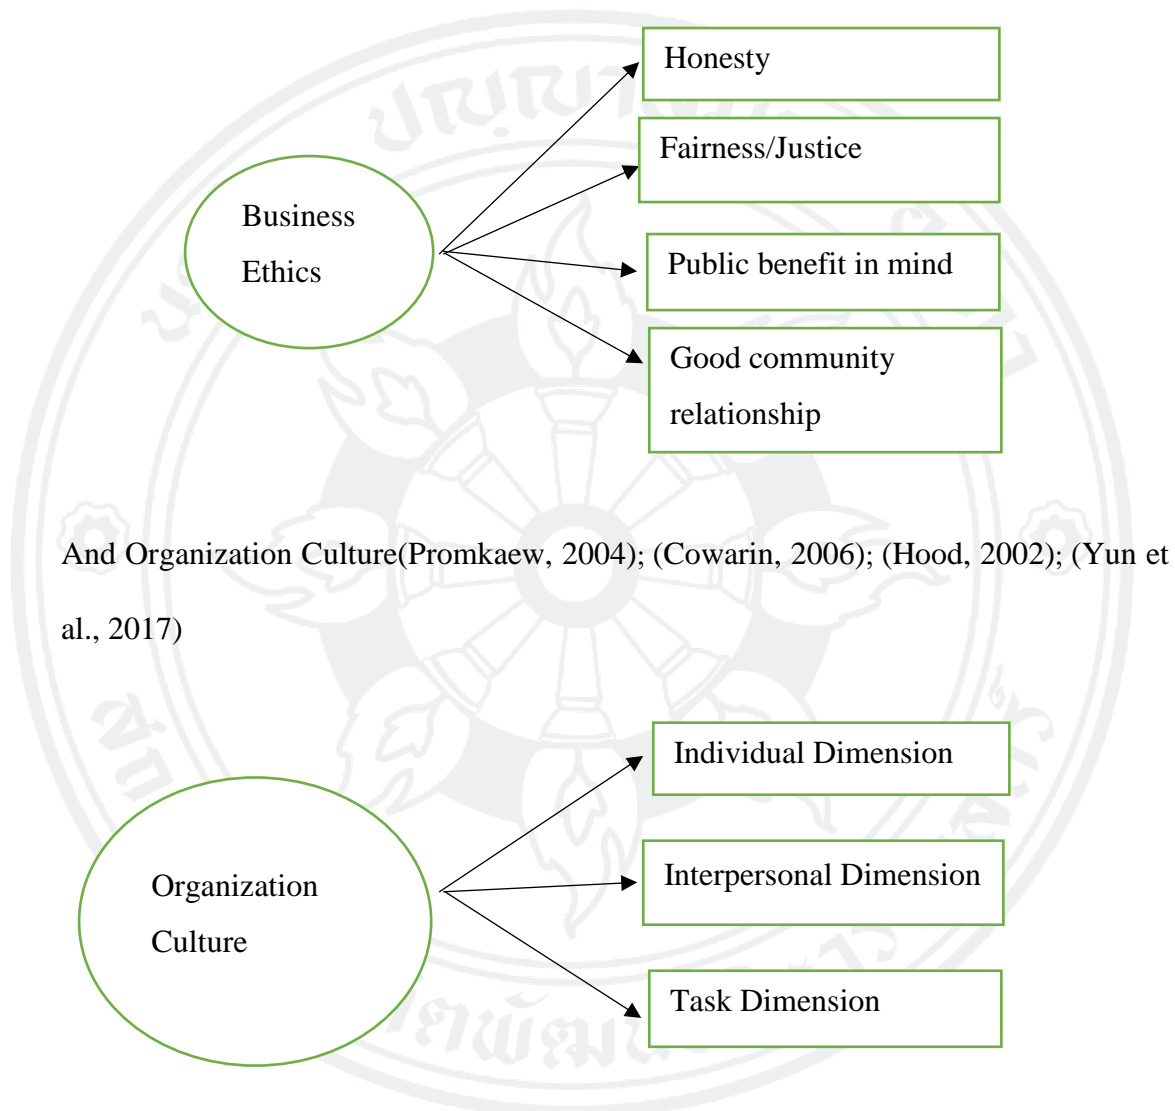 Honesty
Fairness/Justice
Business
Ethics
Public benefit in mind
Good community
relationship
And Organization Culture(Promkaew, 2004); (Cowarin, 2006); (Hood, 2002); (Yun et
al., 2017)
Individual Dimension
Interpersonal Dimension
Organization
Culture
Task Dimension